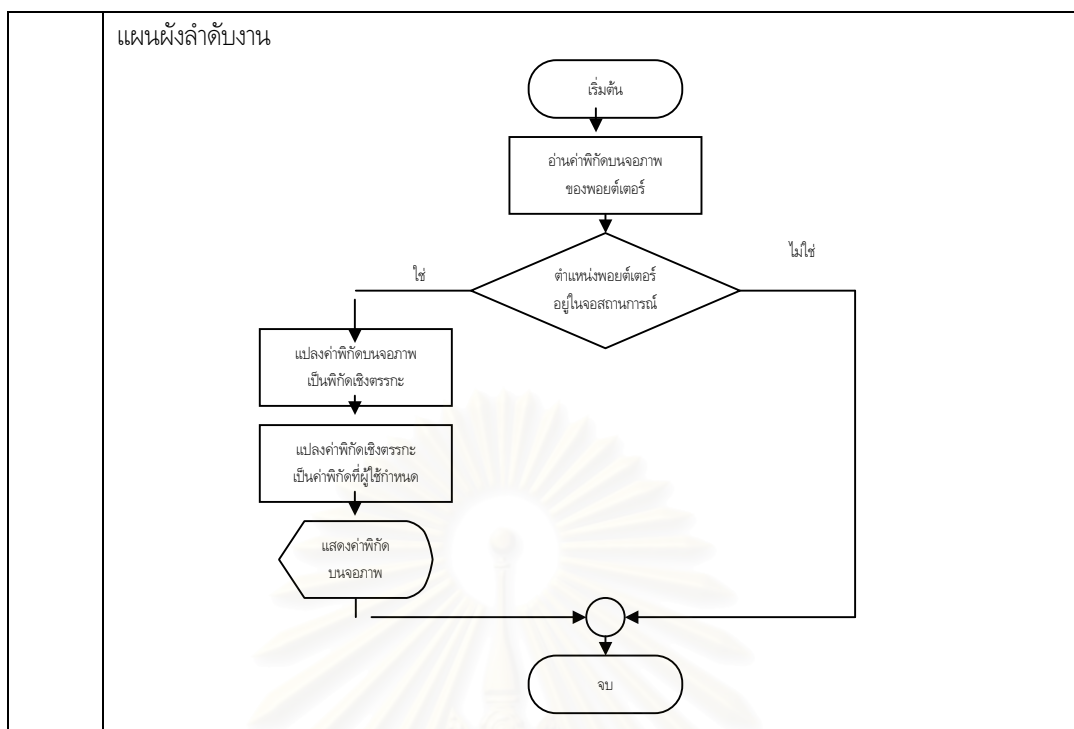 แผนผังลำดับงาน
เริ่มต้น
อ่านค่าพิกัดบนจอภาพ
ของพอยต์เตอร์
ตำแหน่งพอยต์เตอร์
อยู่ในจอสถานการณ์
ใช่
ไม่ใช่
แปลงค่าพิกัดบนจอภาพ
เป็นพิกัดเชิงตรรกะ
แปลงค่าพิกัดเชิงตรรกะ
เป็นค่าพิกัดที่ผู้ใช้กำหนด
แสดงค่าพิกัด
บนจอภาพ
จบ